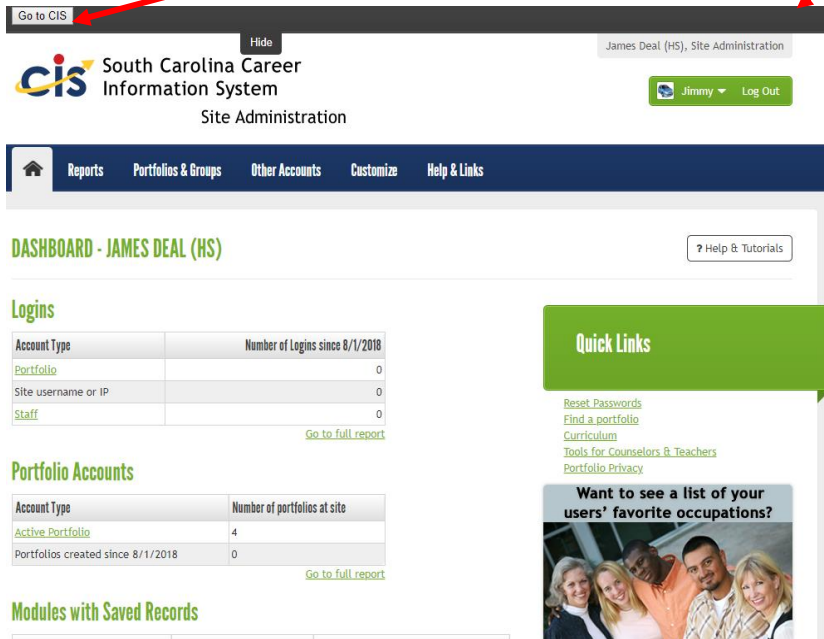 Go to CIS
Hide
James Deal (HS), Site Administration
cis South Carolina Career
Information System
Site Administration
Jimmy Log Out
Reports Portfolios & Groups Other Accounts Customize Help & Links
DASHBOARD - JAMES DEAL (HS)
? Help & Tutorials
Logins
Account Type Number of Logins since 8/1/2018
Portfolio 0
Site username or IP 0
Staff 0
Go to full report
Portfolio Accounts
Account Type Number of portfolios at site
Active Portfolio 4
Portfolios created since 8/1/2018 0
Go to full report
Modules with Saved Records
Quick Links
Reset Passwords
Find a portfolio
Curriculum
Tools for Counselors & Teachers
Portfolio Privacy
Want to see a list of your
users' favorite occupations?